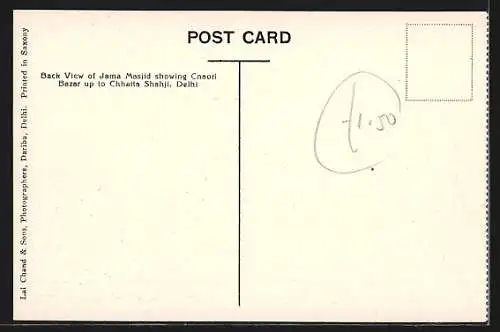 POST CARD
Back View of Jama Masjid showing Caaori
Bazar up to Chhatta Shahji, Delhi
£1.50
Lal Chand & Sons, Photographers, Dariba, Delhi. Printed in Saxony